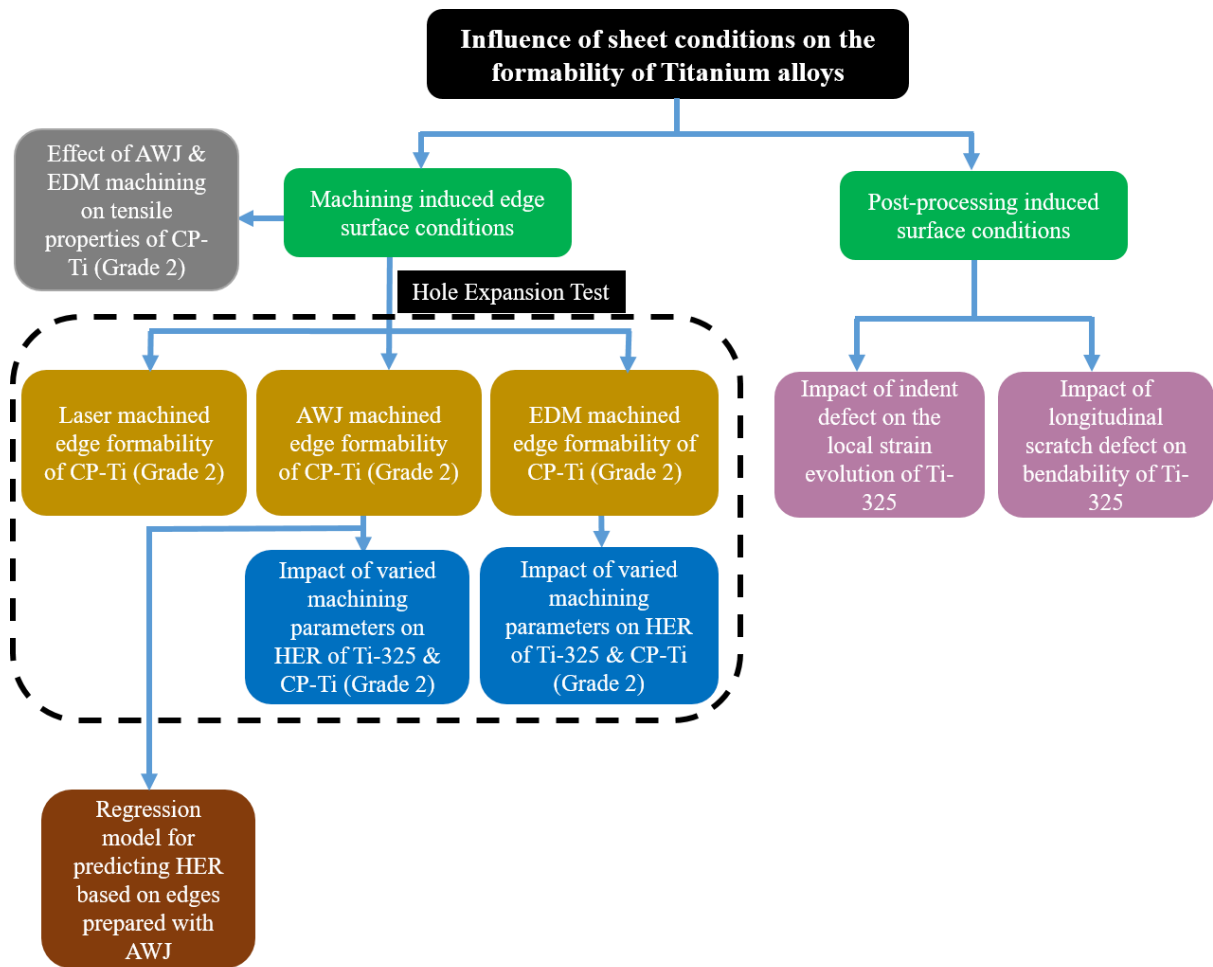 Influence of sheet conditions on the
formability of Titanium alloys
Effect of AWJ &
EDM machining
on tensile
properties of CP-
Ti (Grade 2)
Machining induced edge
surface conditions
Post-processing induced
surface conditions
Hole Expansion Test
Laser machined
edge formability
of CP-Ti (Grade 2)
AWJ machined
edge formability
of CP-Ti (Grade 2)
EDM machined
edge formability of
CP-Ti (Grade 2)
Impact of indent
defect on the
local strain
evolution of Ti-
325
Impact of
longitudinal
scratch defect on
bendability of Ti-
325
Impact of varied
machining
parameters on
HER of Ti-325 &
CP-Ti (Grade 2)
Impact of varied
machining
parameters on HER
of Ti-325 & CP-Ti
(Grade 2)
Regression
model for
predicting HER
based on edges
prepared with
AWJ